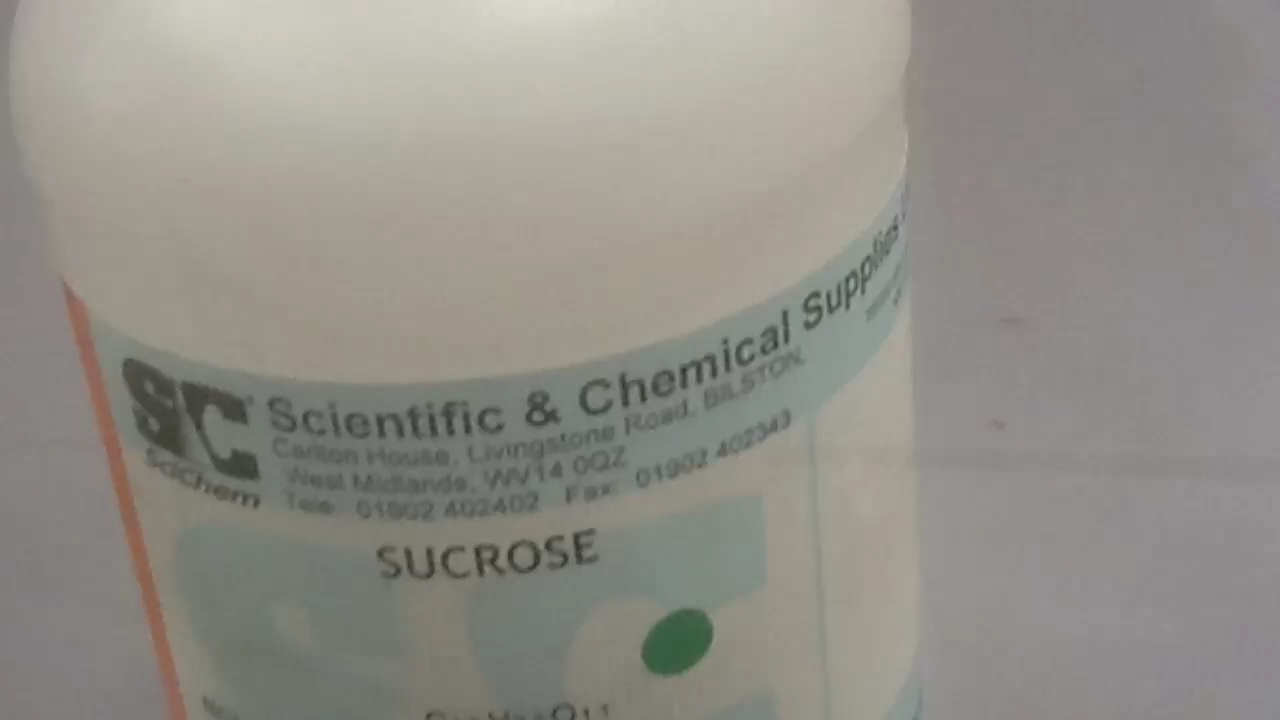 SC
SciChem
Scientific & Chemical Supplies
Carlton House, Livingstone Road, BILSTON,
West Midlands, WV14 0QZ
Tele: 01902 402402 Fax: 01902 402343
SUCROSE